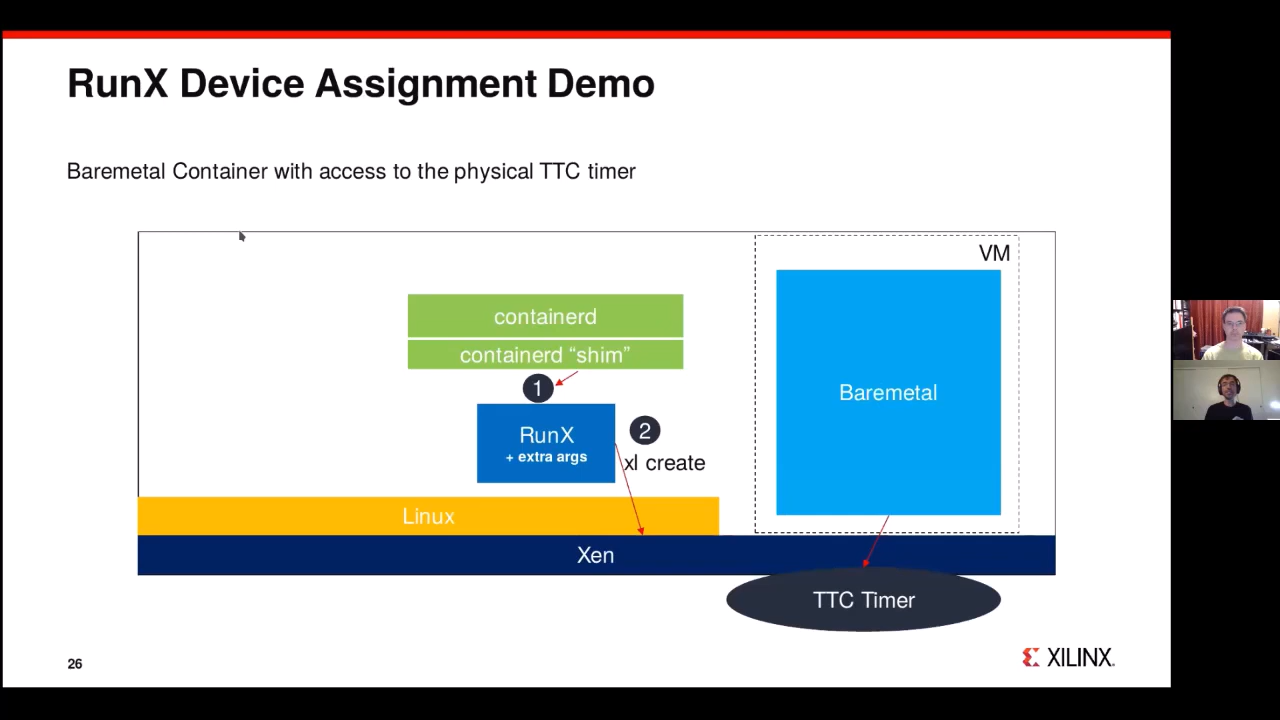 RunX Device Assignment Demo
Baremetal Container with access to the physical TTC timer
VM
containerd
containerd “shim”
1
RunX
+ extra args
2
xl create
Baremetal
Linux
Xen
TTC Timer
26
XILINX.